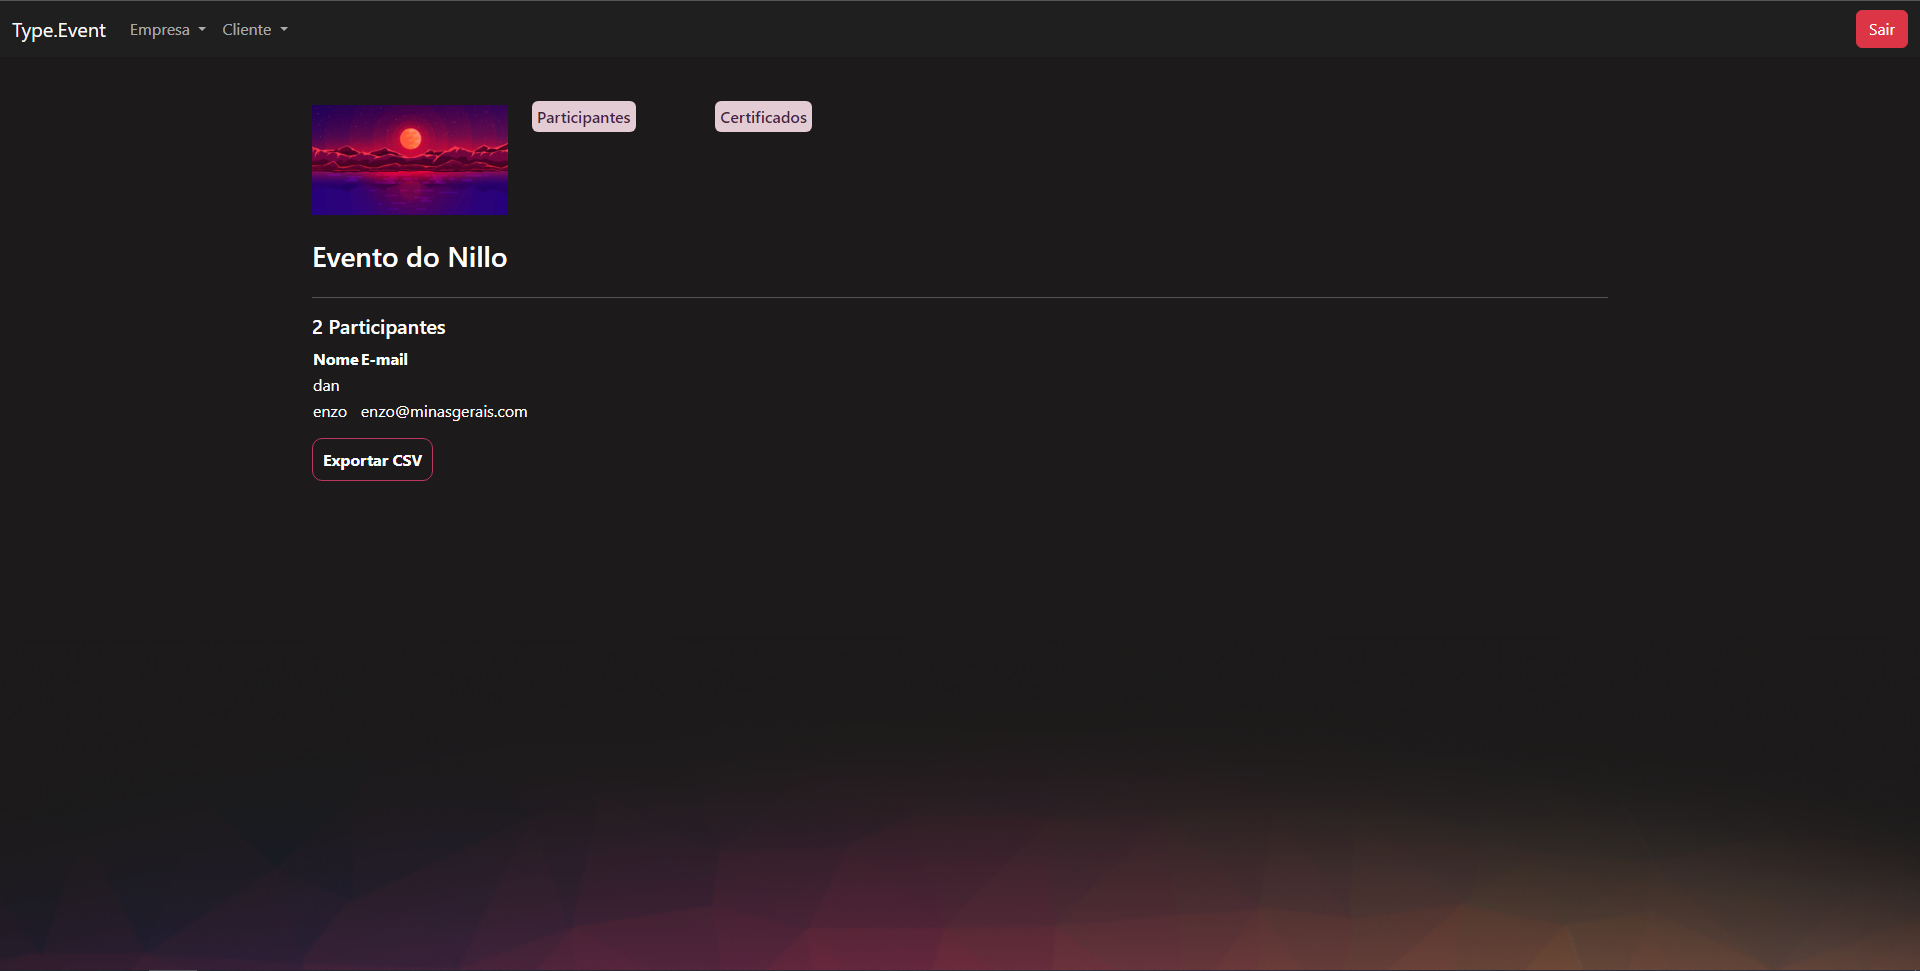 Type.Event Empresa Cliente Sair
Participantes Certificados
Evento do Nillo
2 Participantes
Nome E-mail
dan
enzo enzo@minasgerais.com
Exportar CSV